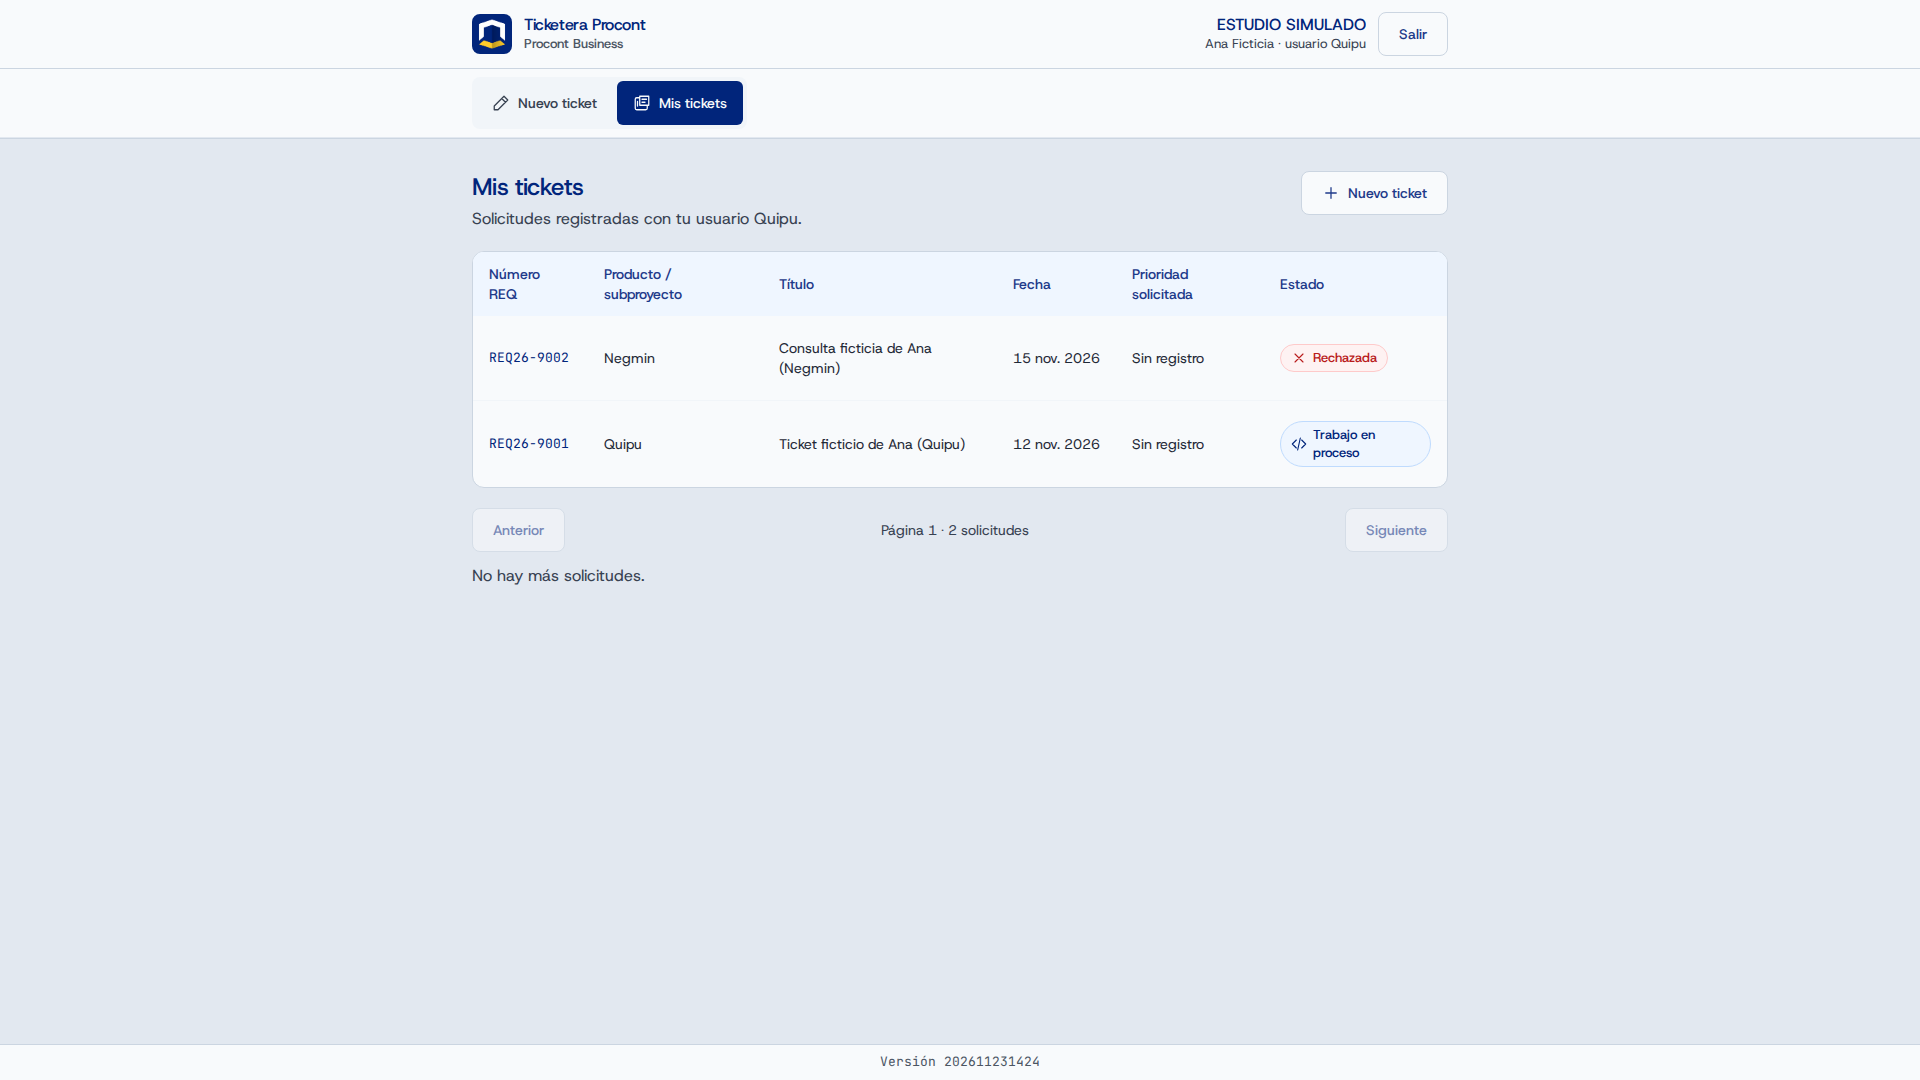 Ticketera Procont
Procont Business
ESTUDIO SIMULADO
Ana Ficticia · usuario Quipu
Salir
Nuevo ticket
Mis tickets
Mis tickets
Solicitudes registradas con tu usuario Quipu.
Nuevo ticket
Número REQ
Producto / subproyecto
Título
Fecha
Prioridad solicitada
Estado
REQ26-9002
Negmin
Consulta ficticia de Ana (Negmin)
15 nov. 2026
Sin registro
Rechazada
REQ26-9001
Quipu
Ticket ficticio de Ana (Quipu)
12 nov. 2026
Sin registro
Trabajo en proceso
Anterior
Página 1 · 2 solicitudes
Siguiente
No hay más solicitudes.
Versión 202611231424